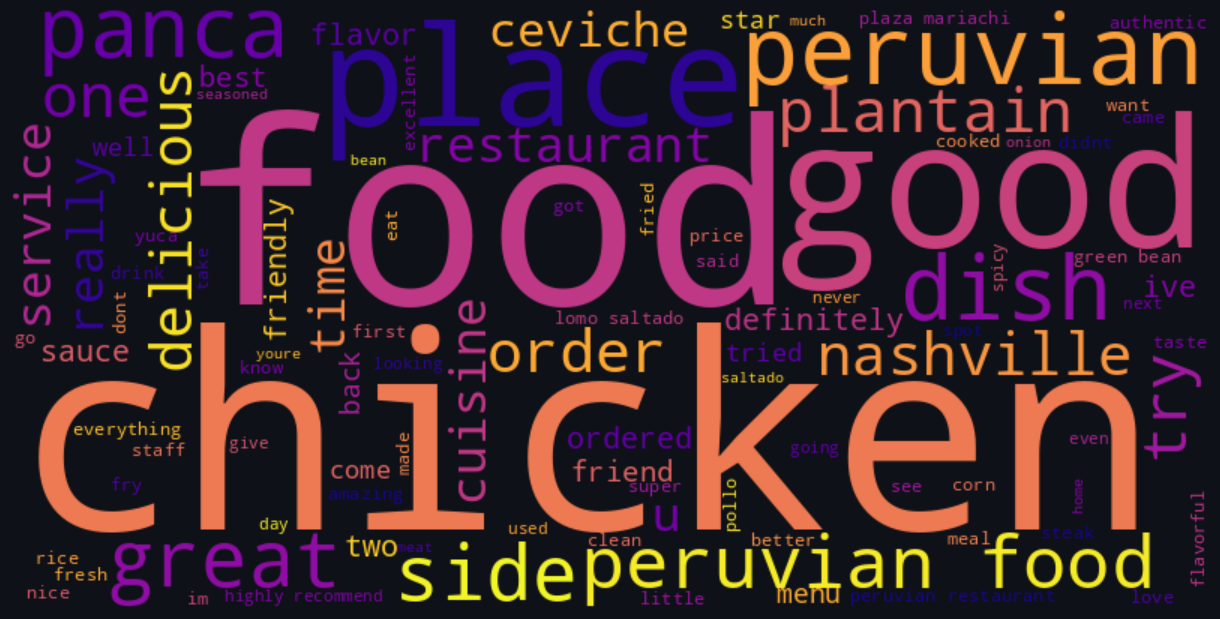 panca
flavor
ceviche
star
much
plaza mariachi
authentic
place
peruvian
one
best
seasoned
delicious
excellent
plantain
want
came
restaurant
service
well
really
bean
cooked
onion
didnt
food
good
eat
fried
got
price
said
yuca
drink
take
friendly
time
dont
spicy
green bean
dish
ive
next
never
go
sauce
first
cuisine
lomo saltado
definitely
spot
youre
know
back
looking
order
tried
nashville
taste
try
saltado
chicken
everything
staff
give
made
come
amazing
ordered
friend
super
u
going
even
fry
pollo
see
corn
home
day
used
clean
better
meal
steak
flavorful
rice
fresh
nice
great
two
meat
side
peruvian food
im
highly recommend
little
menu
peruvian restaurant
love